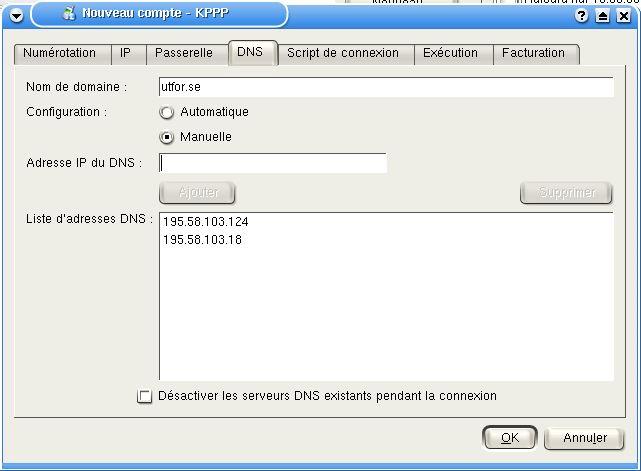 Nouveau compte - KPPP
Numérotation IP Passerelle DNS Script de connexion Exécution Facturation
Nom de domaine : utfor.se
Configuration : Automatique
Manuelle
Adresse IP du DNS :
Ajouter Supprimer
Liste d'adresses DNS : 195.58.103.124
195.58.103.18
Désactiver les serveurs DNS existants pendant la connexion
OK Annuler